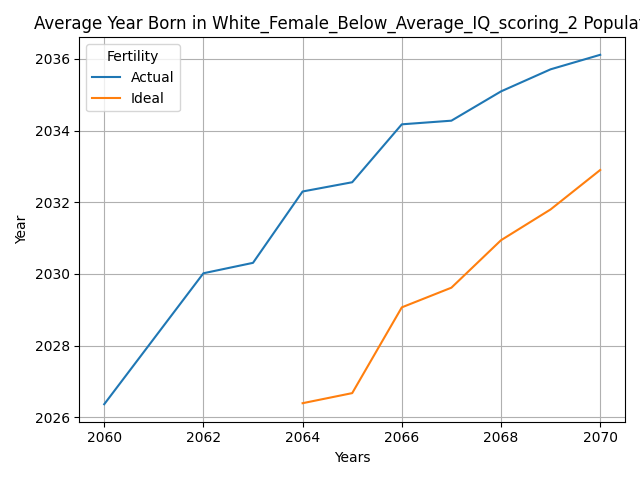 Average Year Born in White_Female_Below_Average_IQ_scoring_2 Populat
Fertility
Actual
Ideal
2036
2034
2032
2030
2028
2026
Year
2060 2062 2064 2066 2068 2070
Years